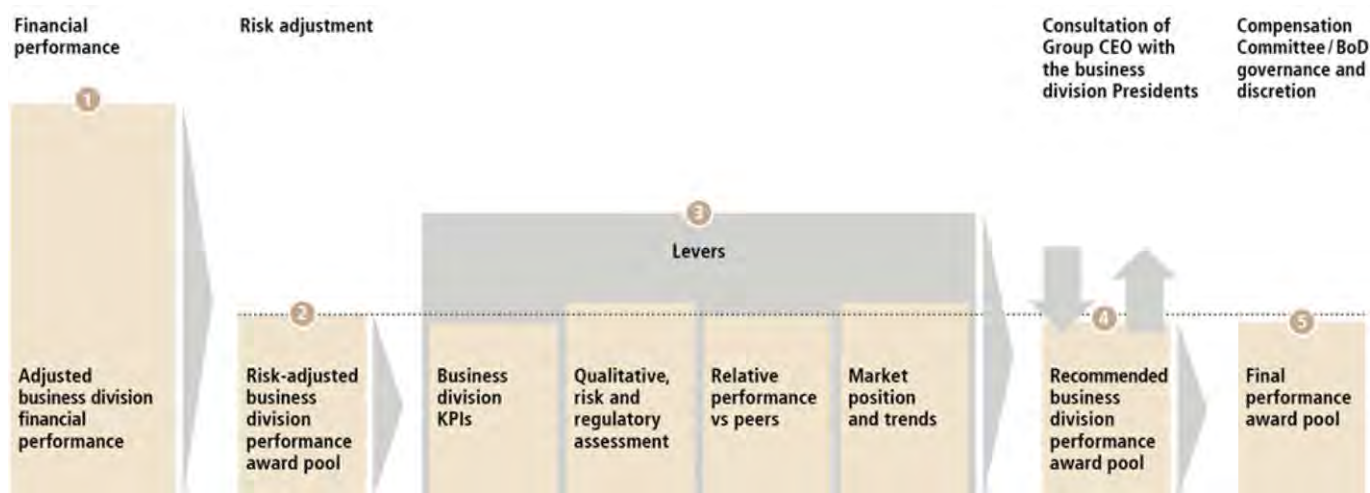 Financial
performance
Risk adjustment
Consultation of
Group CEO with
the business
division Presidents
Compensation
Committee/BoD
governance and
discretion
1
3
Levers
2
4
5
Adjusted
business division
financial
performance
Risk-adjusted
business
division
performance
award pool
Business
division
KPIs
Qualitative,
risk and
regulatory
assessment
Relative
performance
vs peers
Market
position
and trends
Recommended
business
division
performance
award pool
Final
performance
award pool